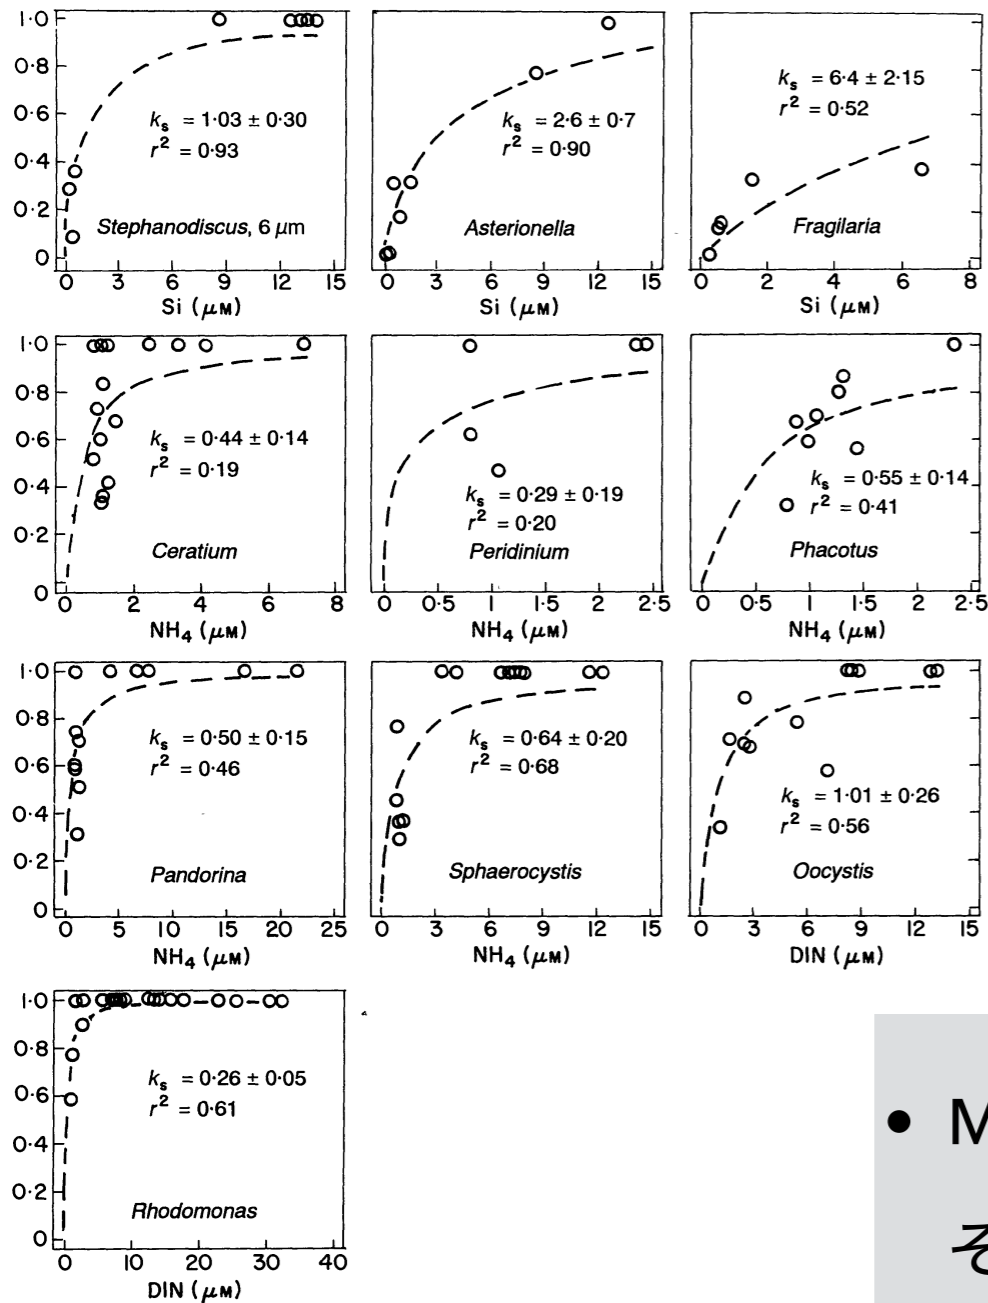 1·0
0·8
0·6
0·4
0·2
0
kₛ = 1·03 ± 0·30
r² = 0·93
Stephanodiscus, 6 μm
0 3 6 9 12 15
Si (μM)
kₛ = 2·6 ± 0·7
r² = 0·90
Asterionella
0 3 6 9 12 15
Si (μM)
kₛ = 6·4 ± 2·15
r² = 0·52
Fragilaria
0 2 4 6 8
Si (μM)
1·0
0·8
0·6
0·4
0·2
0
kₛ = 0·44 ± 0·14
r² = 0·19
Ceratium
0 2 4 6 8
NH₄ (μM)
kₛ = 0·29 ± 0·19
r² = 0·20
Peridinium
0 0·5 1 1·5 2 2·5
NH₄ (μM)
kₛ = 0·55 ± 0·14
r² = 0·41
Phacotus
0 0·5 1 1·5 2 2·5
NH₄ (μM)
1·0
0·8
0·6
0·4
0·2
0
kₛ = 0·50 ± 0·15
r² = 0·46
Pandorina
0 5 10 15 20 25
NH₄ (μM)
kₛ = 0·64 ± 0·20
r² = 0·68
Sphaerocystis
0 3 6 9 12 15
NH₄ (μM)
kₛ = 1·01 ± 0·26
r² = 0·56
Oocystis
0 3 6 9 12 15
DIN (μM)
1·0
0·8
0·6
0·4
0·2
0
kₛ = 0·26 ± 0·05
r² = 0·61
Rhodomonas
0 10 20 30 40
DIN (μM)
• M
そ